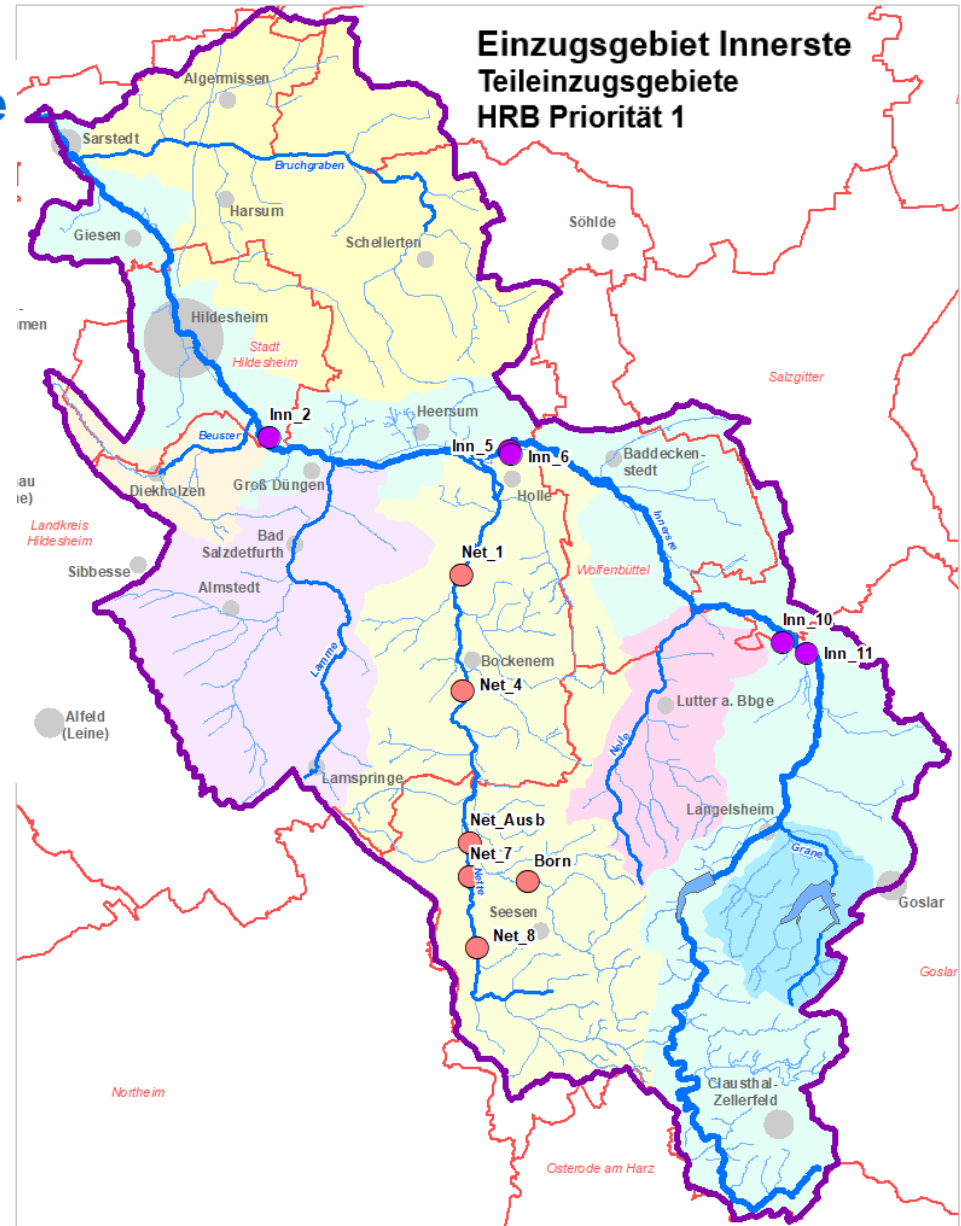 Einzugsgebiet Innerste
Teileinzugsgebiete
HRB Priorität 1
e
Algermissen
Sarstedt
Bruchgraben
Harsum
Söhlde
Giesen
Schellerten
-
men
Hildesheim
Stadt
Hildesheim
Salzgitter
Inn_2
Heersum
Beuster
Inn_5
Inn_6
Baddecken-
stedt
Diekholzen
Groß Düngen
Holle
au
e)
Landkreis
Hildesheim
Innerste
Bad
Salzdetfurth
Sibbesse
Net_1
Wolfenbüttel
Almstedt
Inn_10
Inn_11
Lamme
Bockenem
Net_4
Lutter a. Bbge
Alfeld
(Leine)
Neile
Lamspringe
Langelsheim
Net_Ausb
Grane
Net_7
Born
Nette
Goslar
Seesen
Net_8
Goslar
Clausthal-
Zellerfeld
Northeim
Osterode am Harz